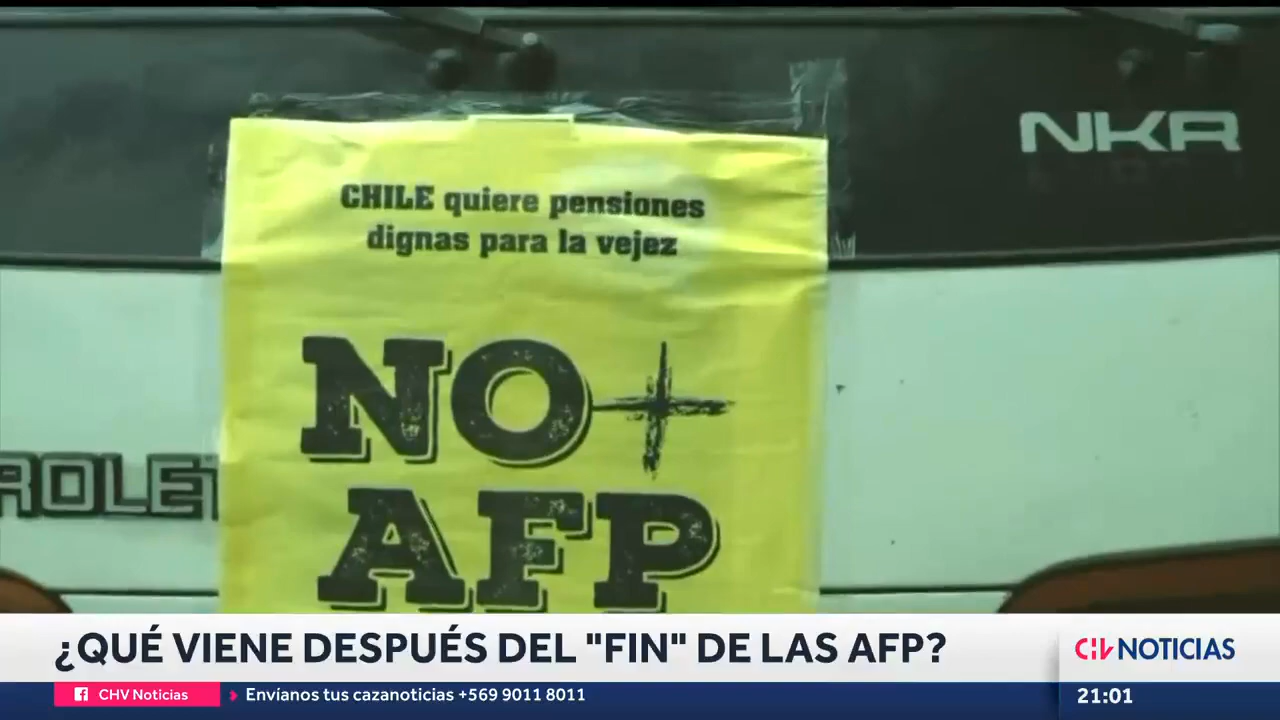 NKR
CHILE quiere pensiones
dignas para la vejez
NO+
AFP
ROLET
¿QUÉ VIENE DESPUÉS DEL "FIN" DE LAS AFP?
CHV NOTICIAS
CHV Noticias
Envíanos tus cazanoticias +569 9011 8011
21:01